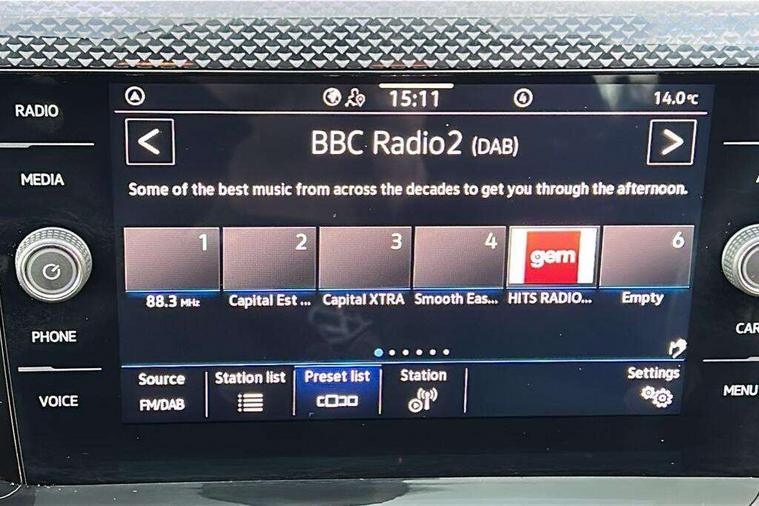 RADIO
MEDIA
PHONE
VOICE
15:11
4
14.0°C
<
BBC Radio2 (DAB)
>
Some of the best music from across the decades to get you through the afternoon.
1
2
3
4
gem
6
88.3 MHz
Capital Est ...
Capital XTRA
Smooth Eas...
HITS RADIO...
Empty
Source
FM/DAB
Station list
Preset list
Station
Settings
CAR
MENU